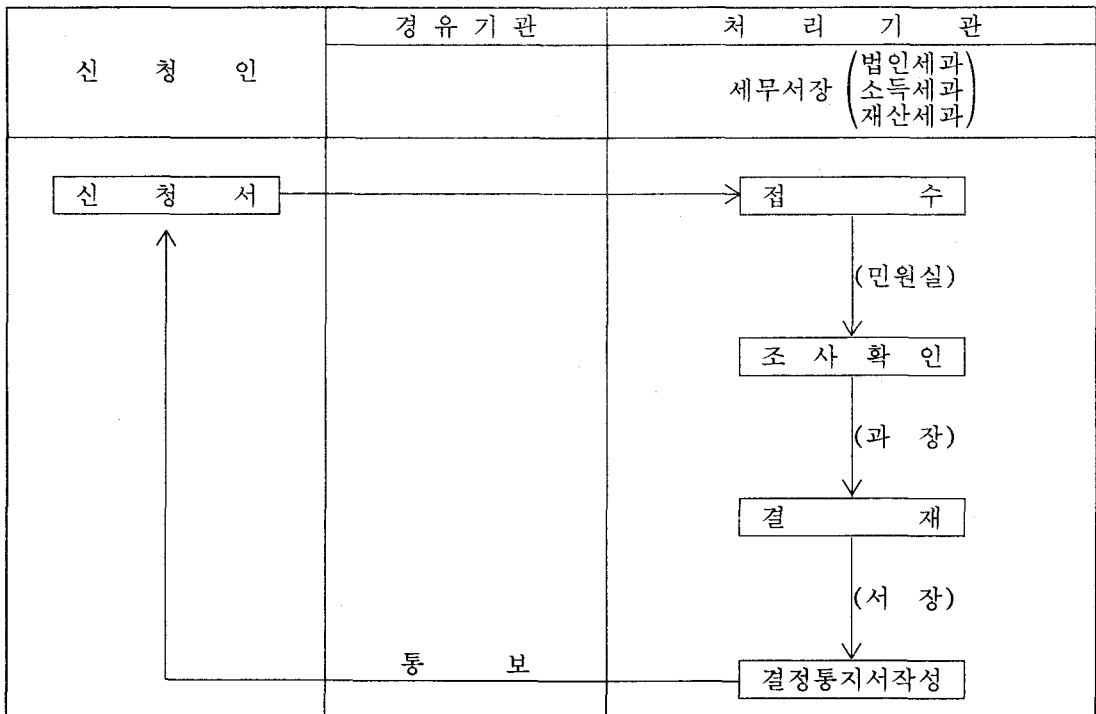 신 청 인
경 유 기 관
처 리 기 관
세무서장 (법인세과
소득세과
재산세과)
신 청 서
접 수
(민원실)
조 사 확 인
(과 장)
결 재
(서 장)
통 보
결정통지서작성